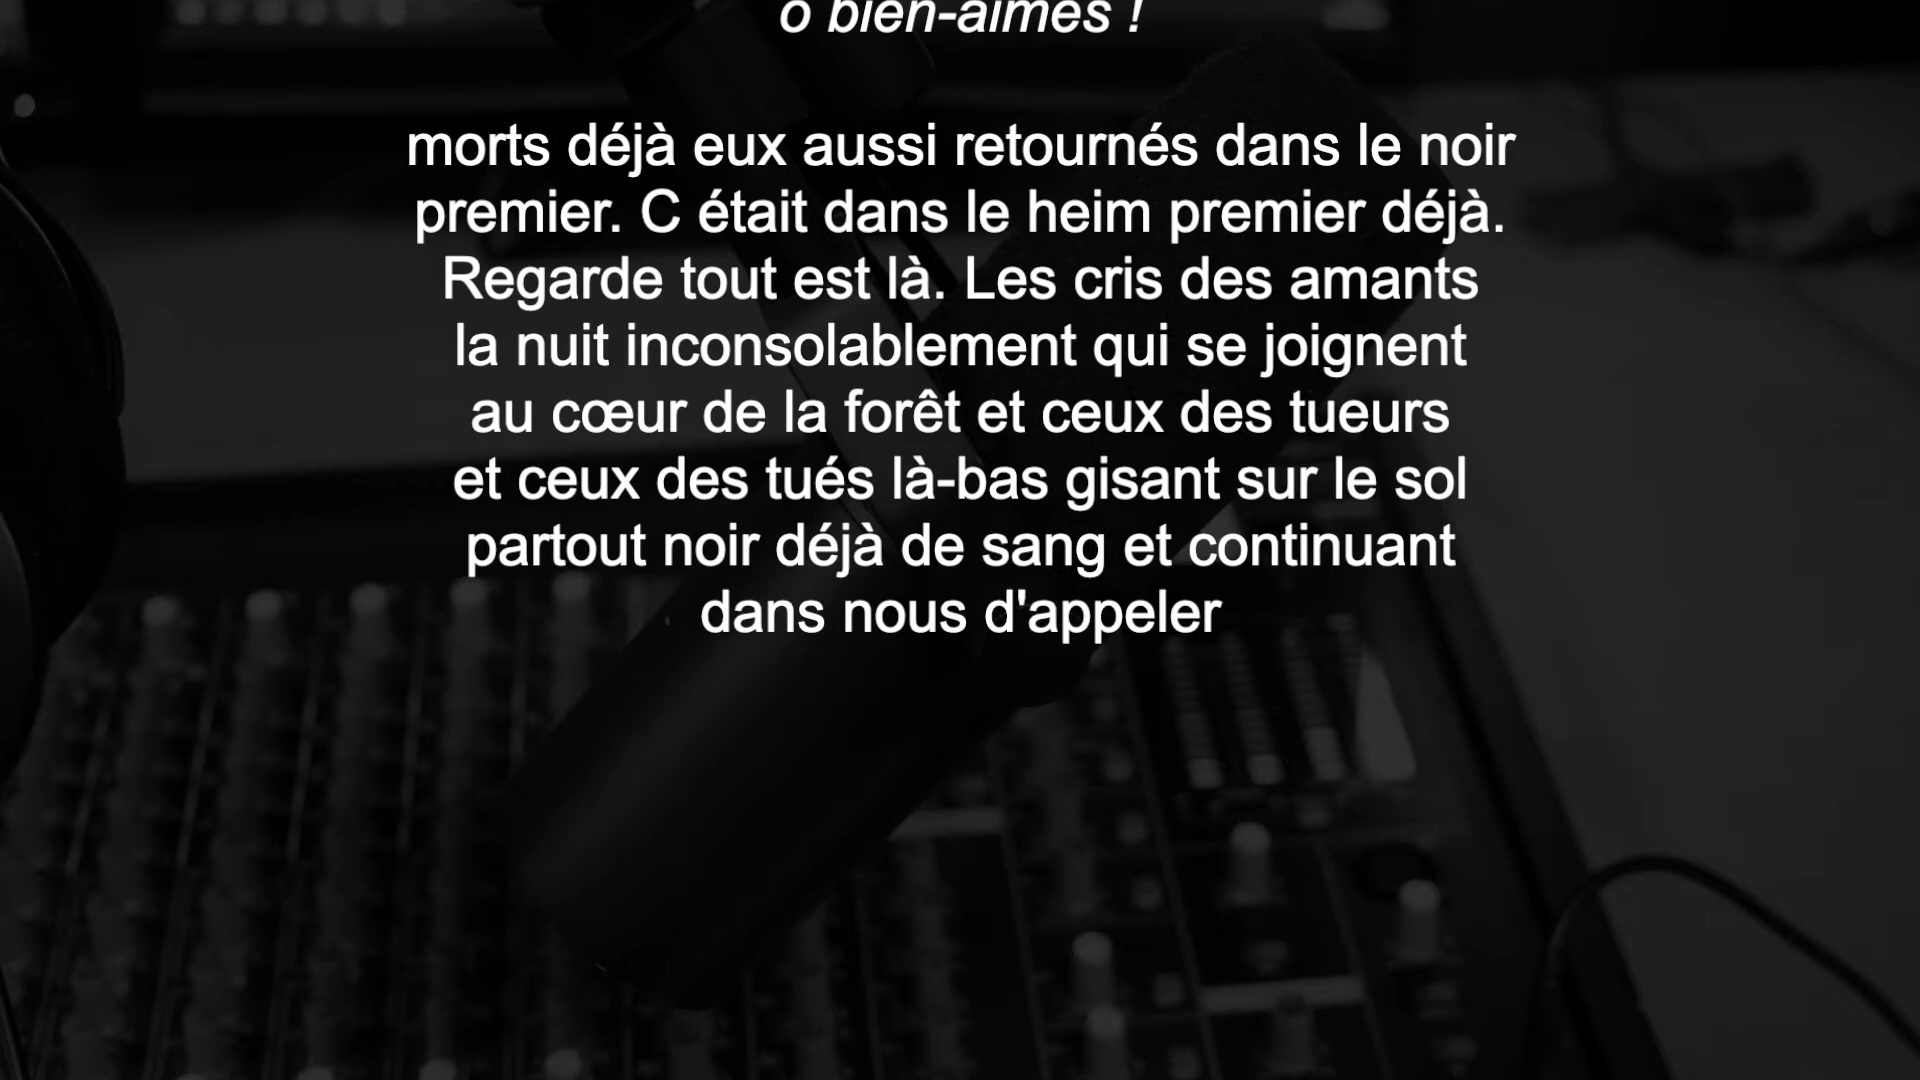 ô bien-aimés !
morts déjà eux aussi retournés dans le noir
premier. C était dans le heim premier déjà.
Regarde tout est là. Les cris des amants
la nuit inconsolablement qui se joignent
au cœur de la forêt et ceux des tueurs
et ceux des tués là-bas gisant sur le sol
partout noir déjà de sang et continuant
dans nous d'appeler